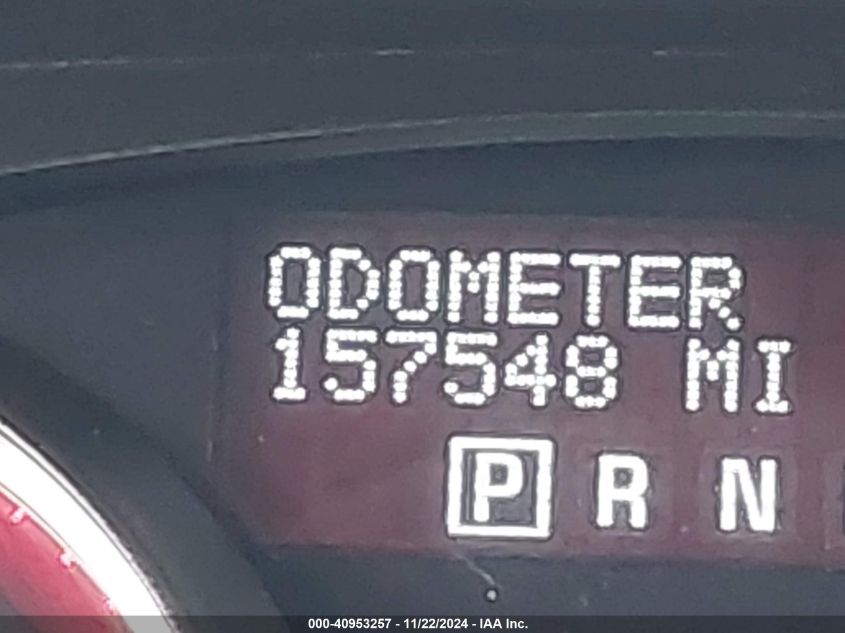 ODOMETER
157548 MI
P R N
000-40953257 - 11/22/2024 - IAA Inc.